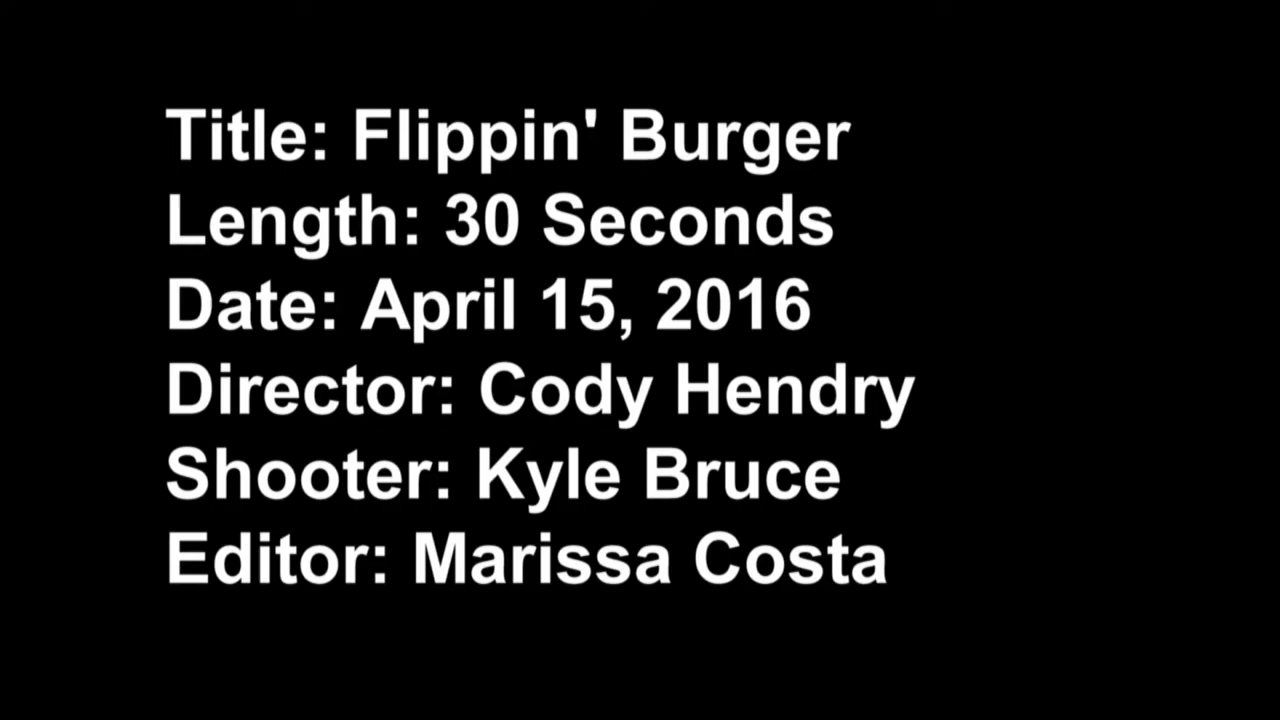 Title: Flippin' Burger
Length: 30 Seconds
Date: April 15, 2016
Director: Cody Hendry
Shooter: Kyle Bruce
Editor: Marissa Costa